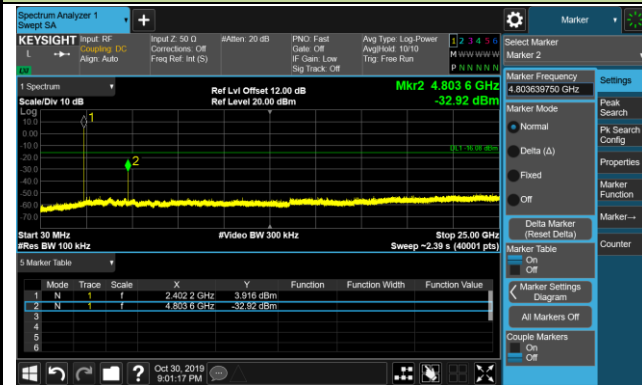 Spectrum Analyzer 1
Swept SA
+
Marker
KEYSIGHT
L
Input: RF
Coupling: DC
Align: Auto
Input Z: 50 Ω
Corrections: Off
Freq Ref: Int (S)
#Atten: 20 dB
PNO: Fast
Gate: Off
IF Gain: Low
Sig Track: Off
Avg Type: Log-Power
Avg|Hold: 10/10
Trig: Free Run
1 2 3 4 5 6
M W W W W W
P N N N N N
Select Marker
Marker 2
1 Spectrum
Scale/Div 10 dB
Log
Ref Lvl Offset 12.00 dB
Ref Level 20.00 dBm
Mkr2 4.803 6 GHz
-32.92 dBm
10.0
0.00
-10.0
-20.0
-30.0
-40.0
-50.0
-60.0
-70.0
1
2
DL1 -16.08 dBm
Start 30 MHz
#Res BW 100 kHz
#Video BW 300 kHz
Stop 25.00 GHz
Sweep ~2.39 s (40001 pts)
5 Marker Table
Mode Trace Scale X Y Function Function Width Function Value
1 N 1 f 2.402 2 GHz 3.916 dBm
2 N 1 f 4.803 6 GHz -32.92 dBm
3
4
5
6
Marker Frequency
4.803639750 GHz
Marker Mode
Normal
Delta (Δ)
Fixed
Off
Delta Marker
(Reset Delta)
Marker Table
On
Off
Marker Settings
Diagram
All Markers Off
Couple Markers
On
Off
Settings
Peak
Search
Pk Search
Config
Properties
Marker
Function
Marker→
Counter
?
Oct 30, 2019
9:01:17 PM